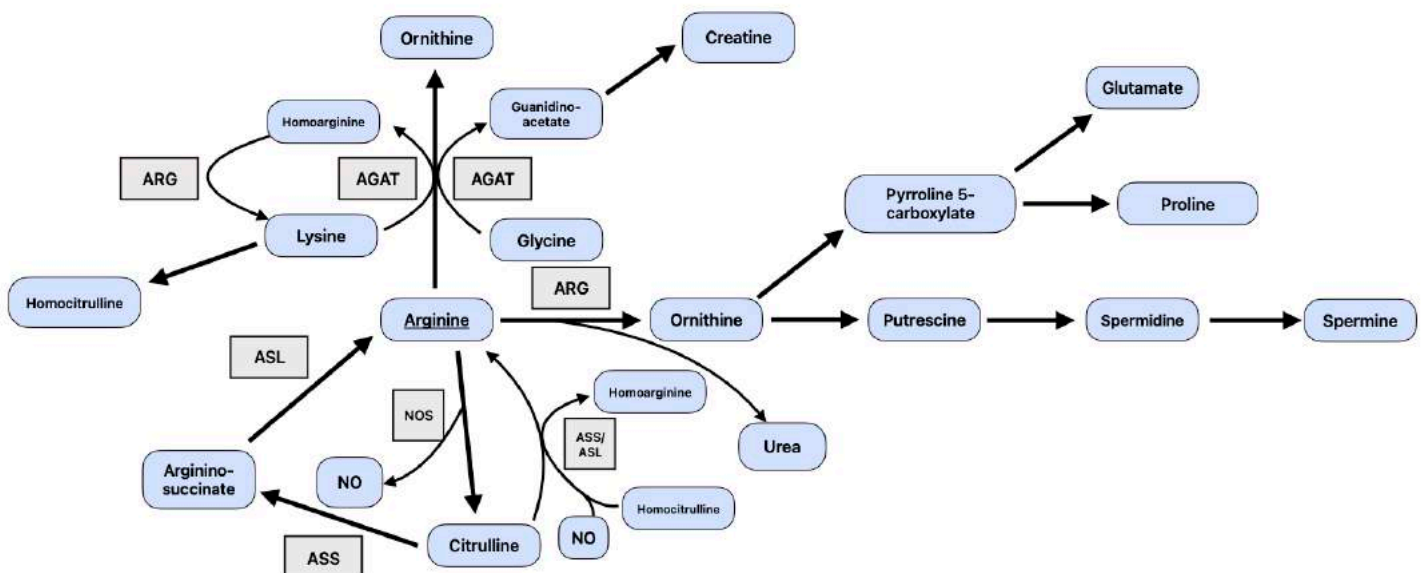 Ornithine
Creatine
Glutamate
Homoarginine
Guanidino-
acetate
ARG
AGAT
AGAT
Pyrroline 5-
carboxylate
Proline
Lysine
Glycine
ARG
Homocitrulline
Arginine
Ornithine
Putrescine
Spermidine
Spermine
ASL
NOS
Homoarginine
ASS/
ASL
Urea
Arginino-
succinate
NO
Homocitrulline
Citrulline
NO
ASS